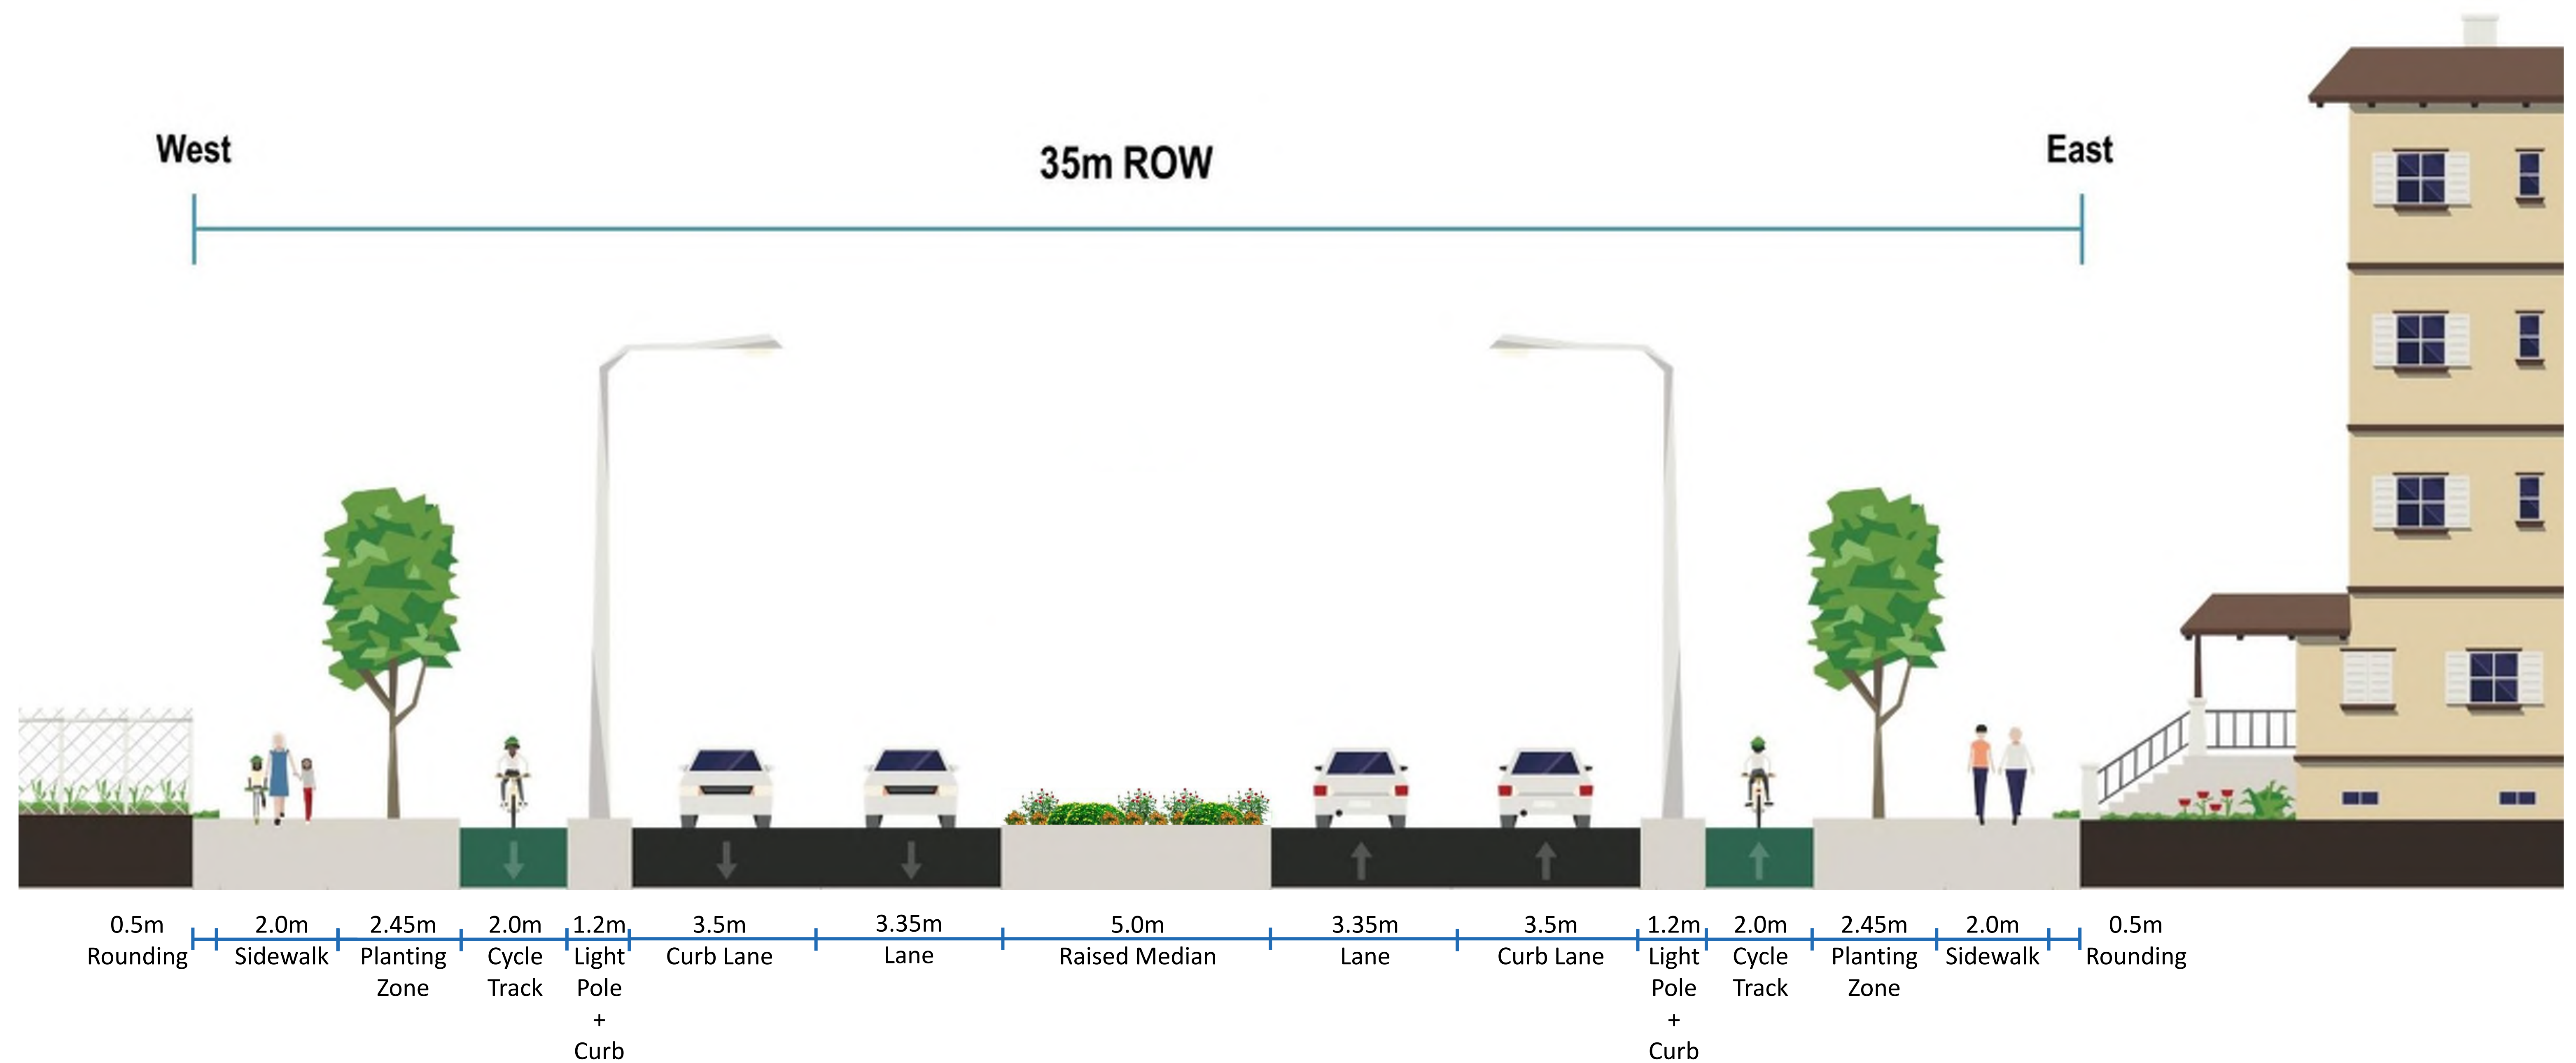 West
35m ROW
East
0.5m
Rounding
2.0m
Sidewalk
2.45m
Planting
Zone
2.0m
Cycle
Track
1.2m
Light
Pole
+
Curb
3.5m
Curb Lane
3.35m
Lane
5.0m
Raised Median
3.35m
Lane
3.5m
Curb Lane
1.2m
Light
Pole
+
Curb
2.0m
Cycle
Track
2.45m
Planting
Zone
2.0m
Sidewalk
0.5m
Rounding